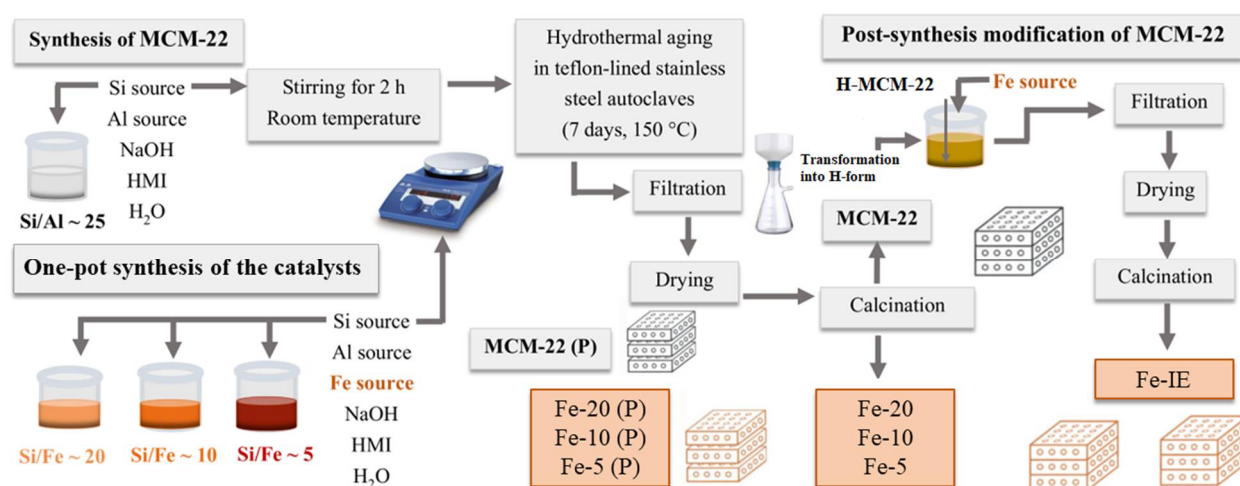 Synthesis of MCM-22
Si source
Al source
NaOH
HMI
H₂O
Si/Al ~ 25
Stirring for 2 h
Room temperature
Hydrothermal aging
in teflon-lined stainless
steel autoclaves
(7 days, 150 °C)
One-pot synthesis of the catalysts
Si source
Al source
Fe source
NaOH
HMI
H₂O
Si/Fe ~ 20
Si/Fe ~ 10
Si/Fe ~ 5
Filtration
Drying
MCM-22 (P)
Fe-20 (P)
Fe-10 (P)
Fe-5 (P)
Calcination
MCM-22
Fe-20
Fe-10
Fe-5
Transformation
into H-form
Post-synthesis modification of MCM-22
H-MCM-22
Fe source
Filtration
Drying
Calcination
Fe-IE